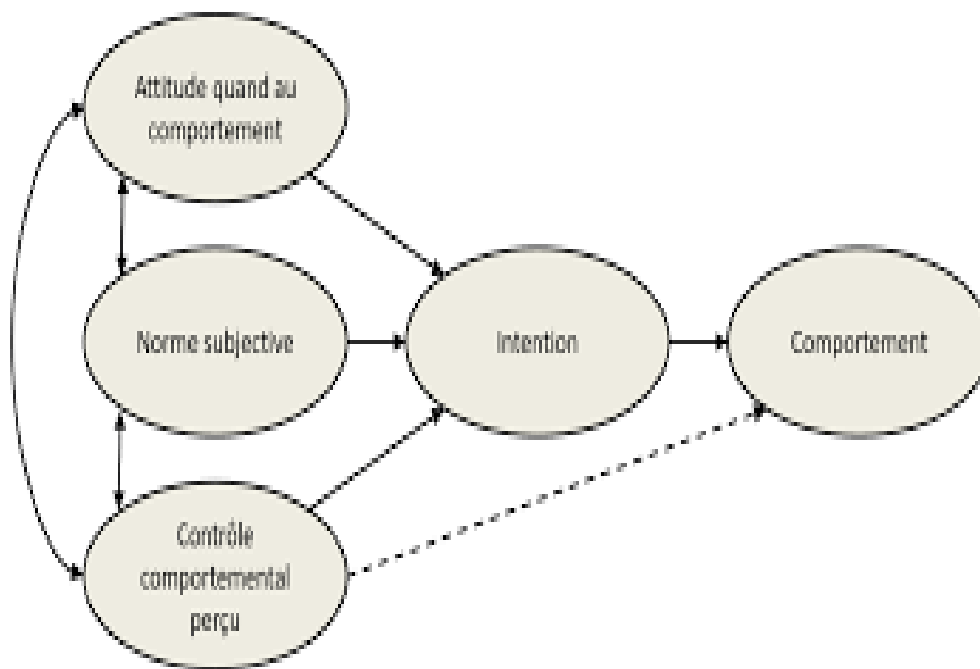 Attitude quand au
comportement
Norme subjective
Intention
Comportement
Contrôle
comportemental
perçu